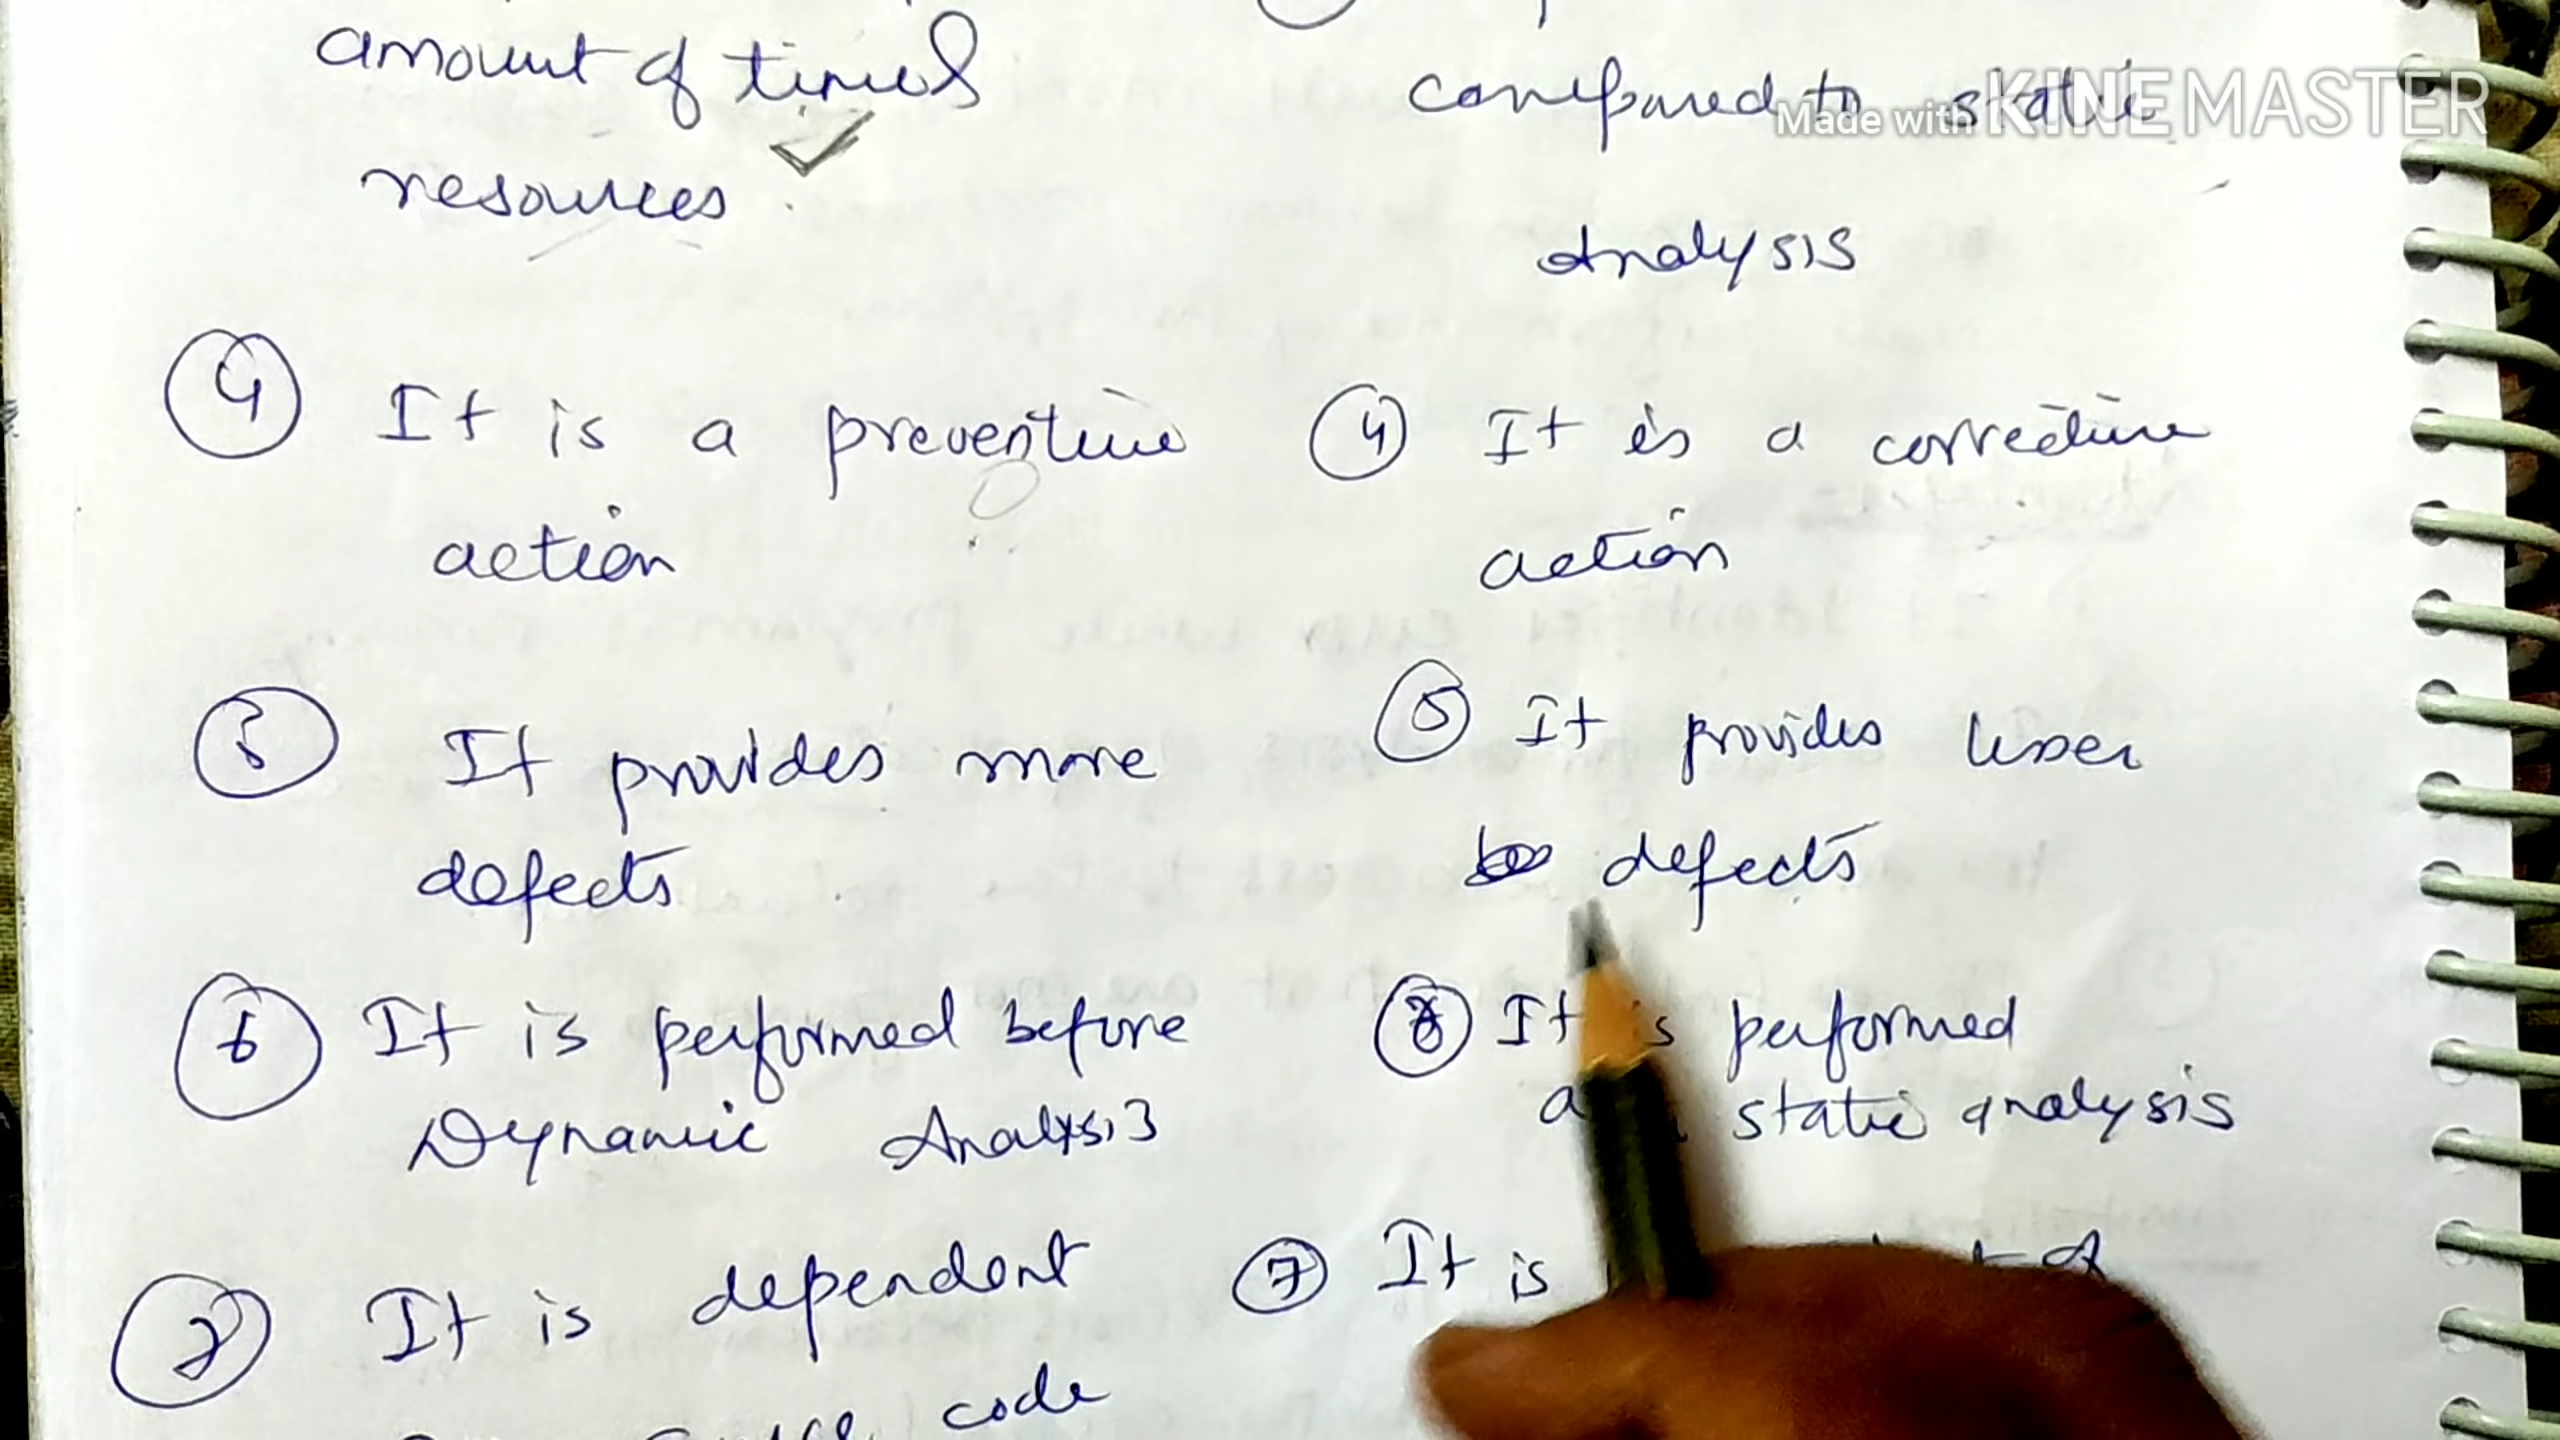 amount of time &
resources
compared to static
Analysis
Made with KINEMASTER
④ It is a preventive
action
④ It is a corrective
action
⑤ It provides more
defects
⑤ It provides lesser
defects
⑥ It is performed before
Dynamic Analysis
⑥ It is performed
static analysis
⑦ It is dependent
code
⑦ It is